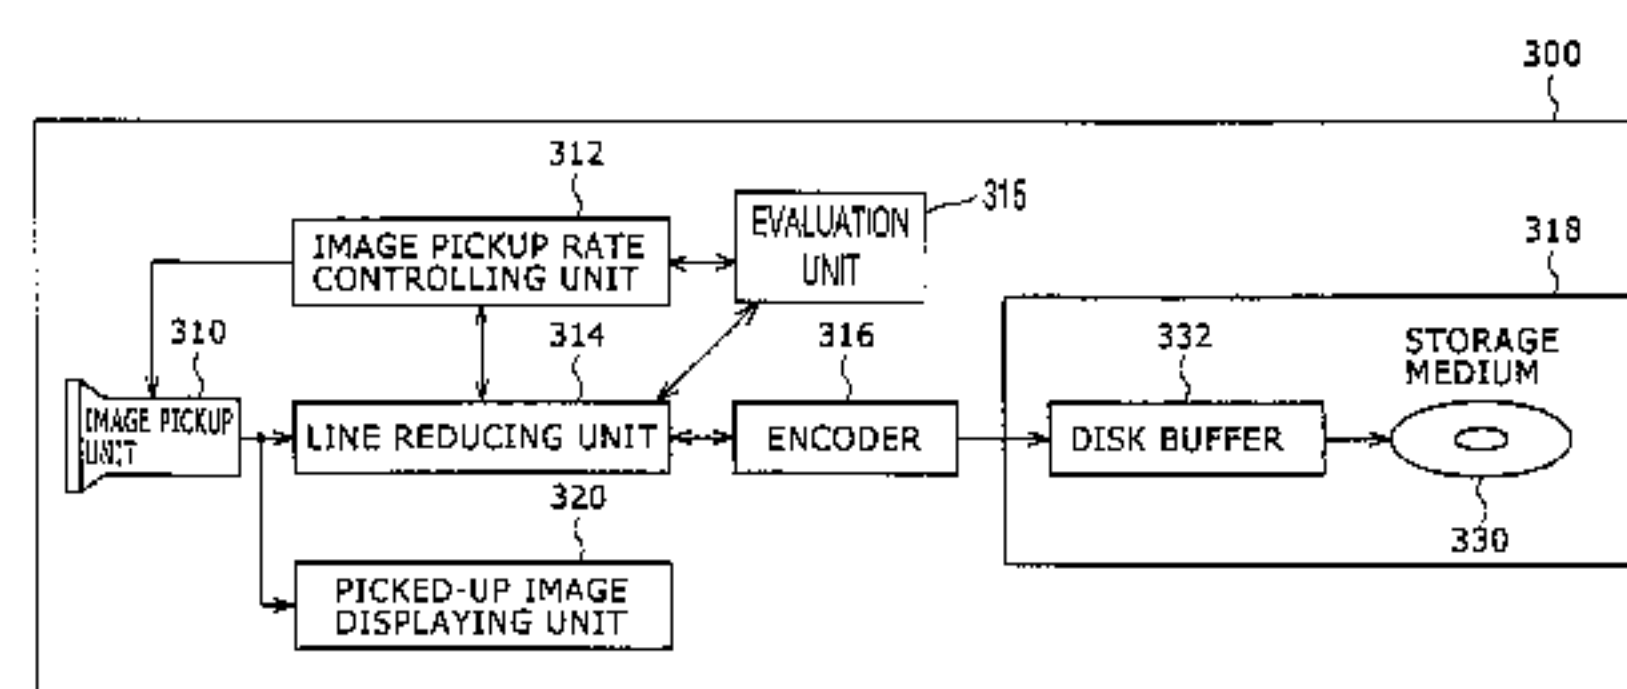 300
312
315
IMAGE PICKUP RATE
CONTROLLING UNIT
EVALUATION
UNIT
318
310
314
316
332
STORAGE
MEDIUM
IMAGE PICKUP
UNIT
LINE REDUCING UNIT
ENCODER
DISK BUFFER
320
330
PICKED-UP IMAGE
DISPLAYING UNIT